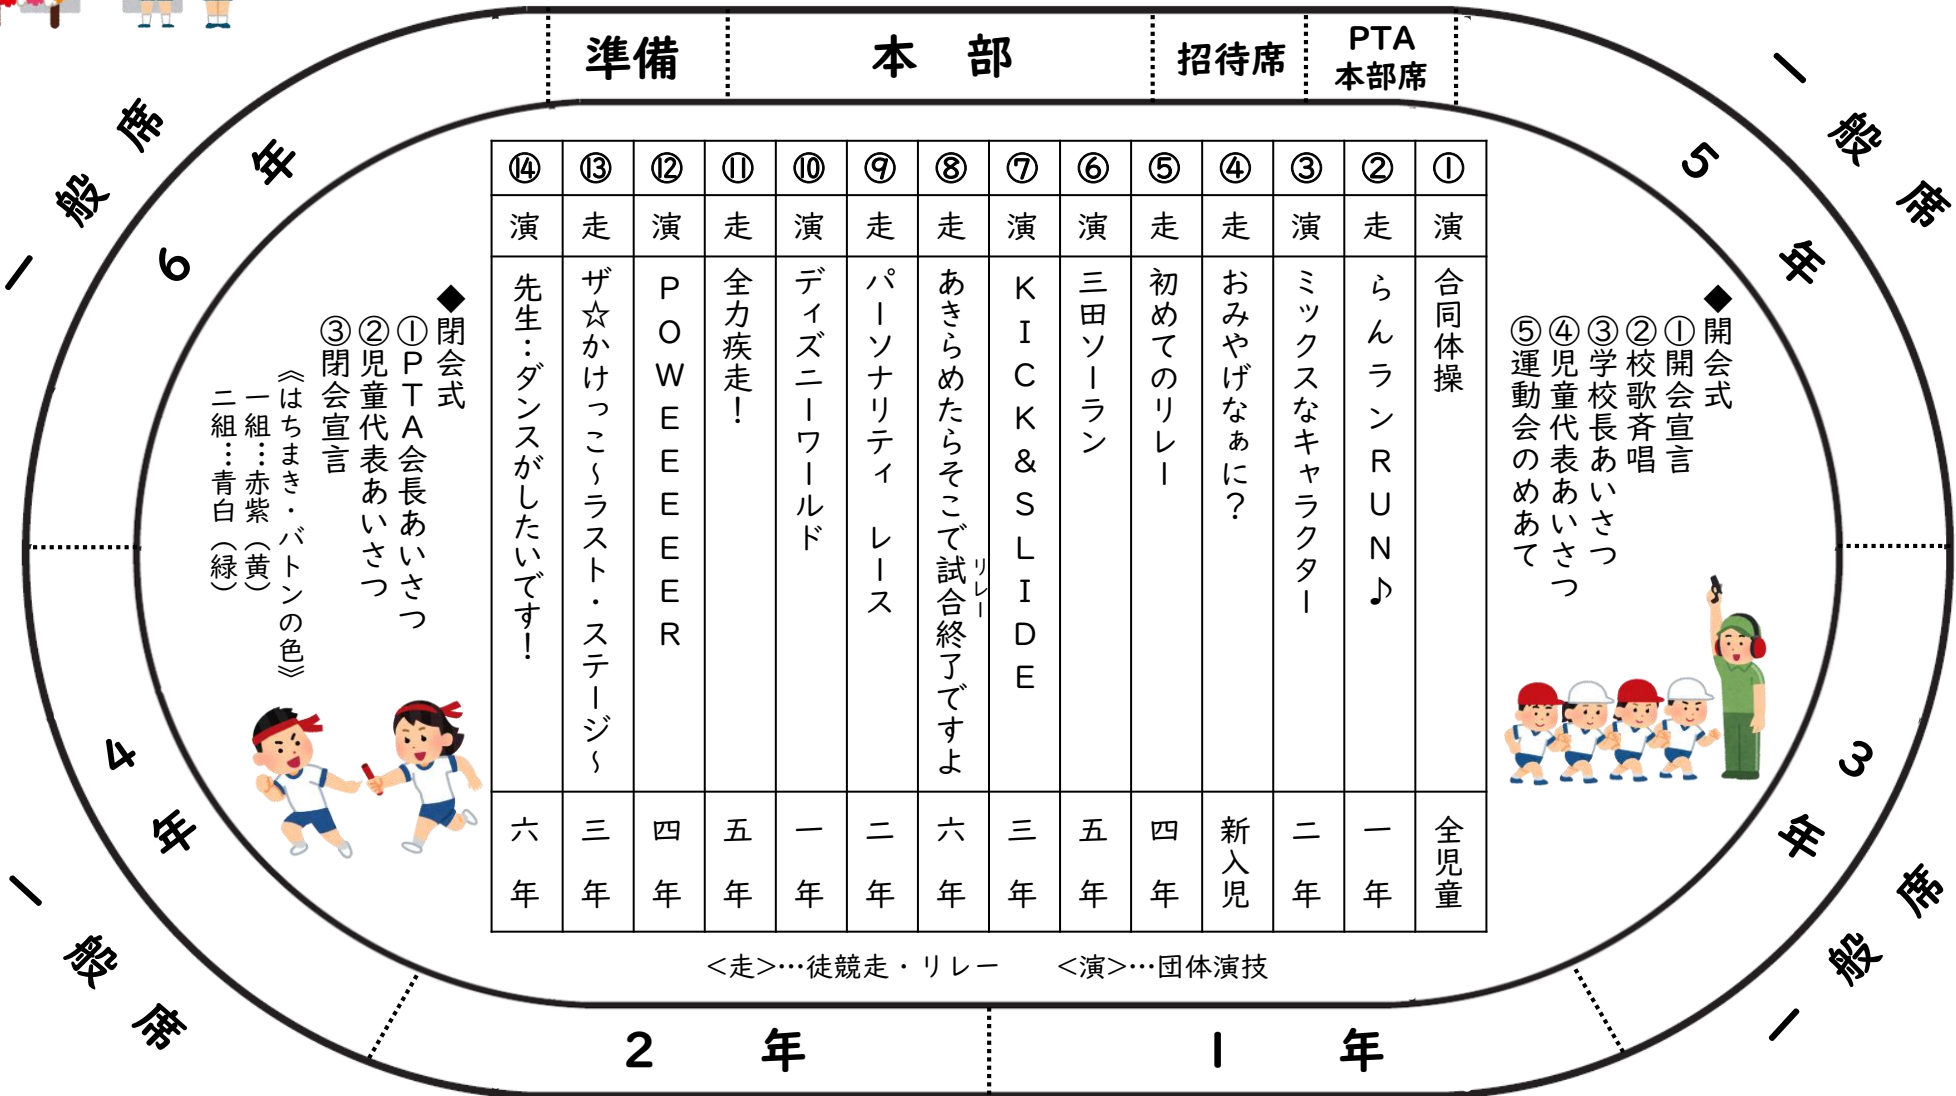 準備
本部
招待席
PTA
本部席
一般席
5年
一般席
6年
◆開会式
①開会宣言
②校歌斉唱
③学校長あいさつ
④児童代表あいさつ
⑤運動会のめあて
① 演 合同体操 全児童
② 走 らんランRUN♪ 一年
③ 演 ミックスなキャラクター 二年
④ 走 おみやげなぁに？ 新入児
⑤ 走 初めてのリレー 四年
⑥ 演 三田ソーラン 五年
⑦ 演 KICK&SLIDE 三年
⑧ 走 あきらめたらそこで試合終了ですよ 六年
リレー
⑨ 走 パーソナリティ レース 二年
⑩ 演 ディズニーワールド 一年
⑪ 走 全力疾走！ 五年
⑫ 演 POWEEEEER 四年
⑬ 走 ザ☆かけっこ～ラスト・ステージ～ 三年
⑭ 演 先生…ダンスがしたいです！ 六年
◆閉会式
①PTA会長あいさつ
②児童代表あいさつ
③閉会宣言
《はちまき・バトンの色》
一組…赤紫（黄）
二組…青白（緑）
<走>…徒競走・リレー <演>…団体演技
3年
一般席
4年
一般席
2年
1年